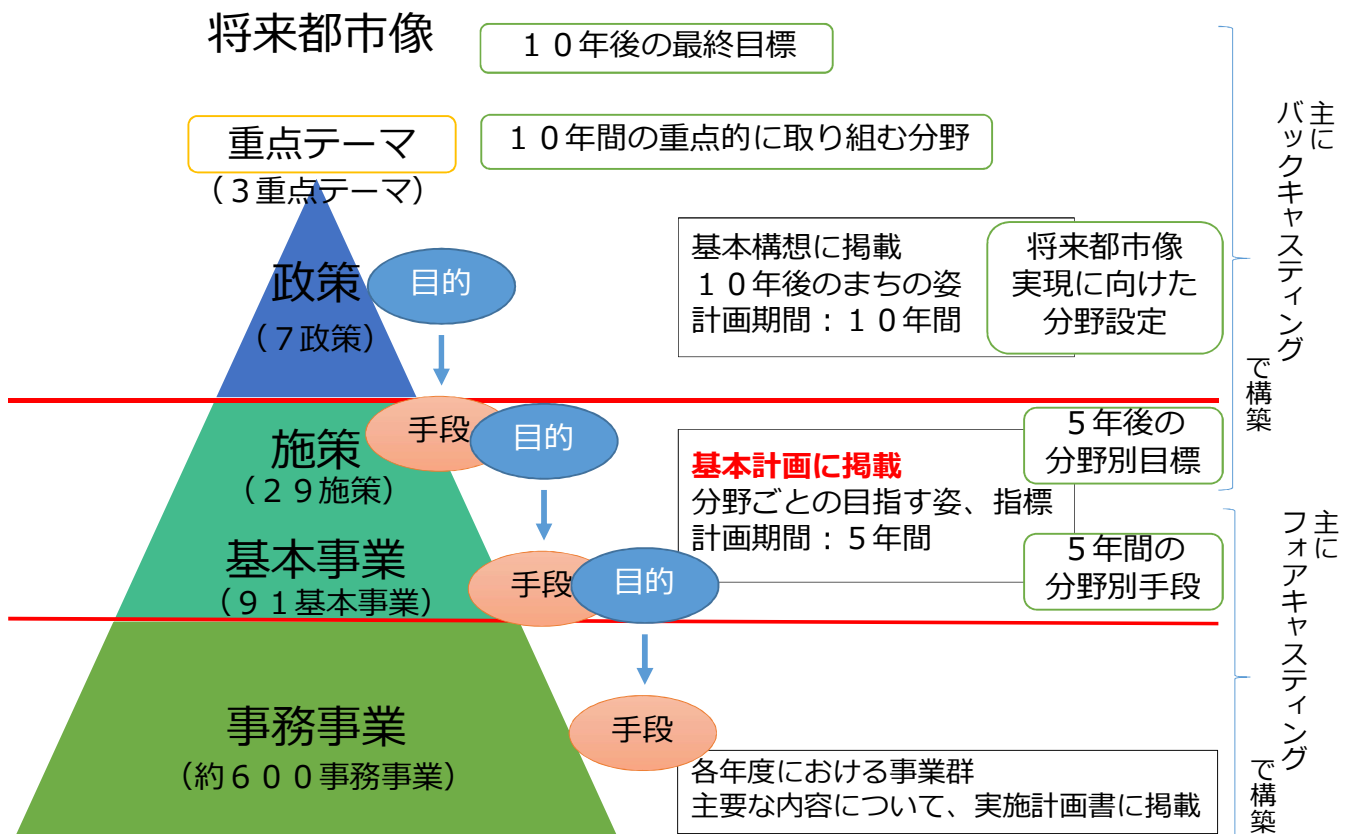 将来都市像
１０年後の最終目標
重点テーマ
（３重点テーマ）
１０年間の重点的に取り組む分野
政策
（７政策）
目的
基本構想に掲載
１０年後のまちの姿
計画期間：１０年間
将来都市像
実現に向けた
分野設定
主に
バックキャスティング
で構築
施策
（２９施策）
手段
目的
基本計画に掲載
分野ごとの目指す姿、指標
計画期間：５年間
５年後の
分野別目標
基本事業
（９１基本事業）
手段
目的
５年間の
分野別手段
主に
フォアキャスティング
で構築
事務事業
（約６００事務事業）
手段
各年度における事業群
主要な内容について、実施計画書に掲載